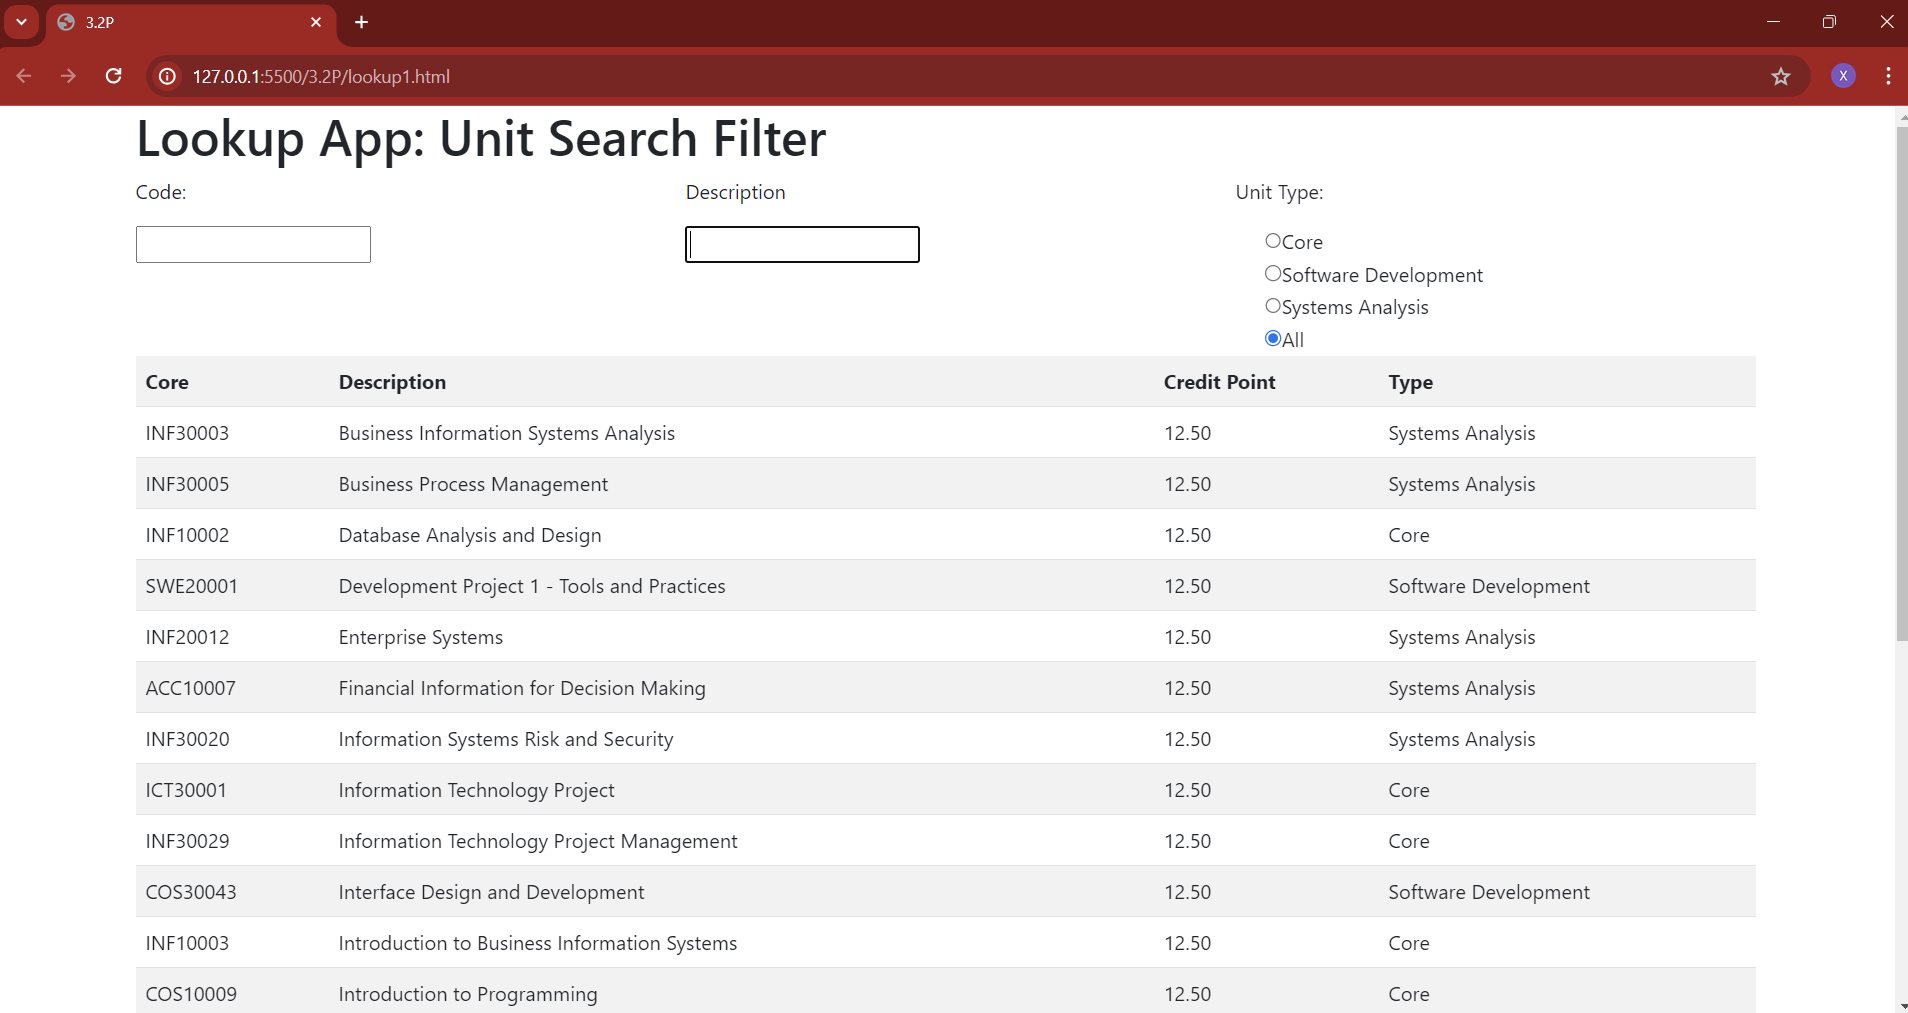 3.2P
127.0.0.1:5500/3.2P/lookup1.html
X
Lookup App: Unit Search Filter
Code: Description Unit Type:
Core
Software Development
Systems Analysis
All
Core Description Credit Point Type
INF30003 Business Information Systems Analysis 12.50 Systems Analysis
INF30005 Business Process Management 12.50 Systems Analysis
INF10002 Database Analysis and Design 12.50 Core
SWE20001 Development Project 1 - Tools and Practices 12.50 Software Development
INF20012 Enterprise Systems 12.50 Systems Analysis
ACC10007 Financial Information for Decision Making 12.50 Systems Analysis
INF30020 Information Systems Risk and Security 12.50 Systems Analysis
ICT30001 Information Technology Project 12.50 Core
INF30029 Information Technology Project Management 12.50 Core
COS30043 Interface Design and Development 12.50 Software Development
INF10003 Introduction to Business Information Systems 12.50 Core
COS10009 Introduction to Programming 12.50 Core